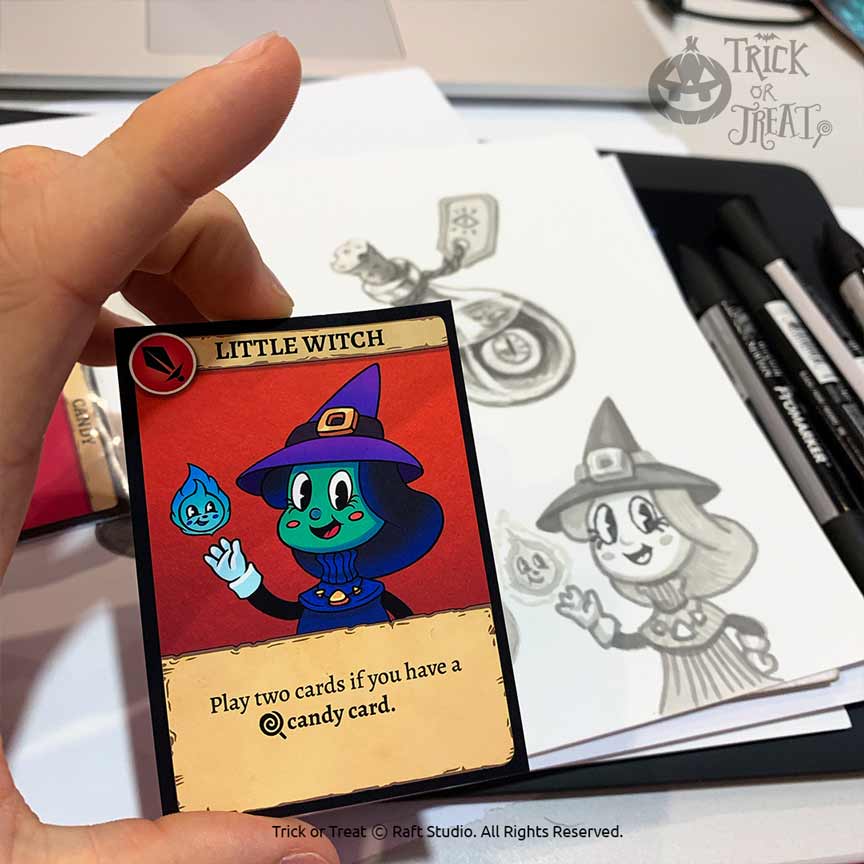 TRICK
OR
TREAT
LITTLE WITCH
CANDY
PROMARKER
Play two cards if you have a
candy card.
Trick or Treat © Raft Studio. All Rights Reserved.